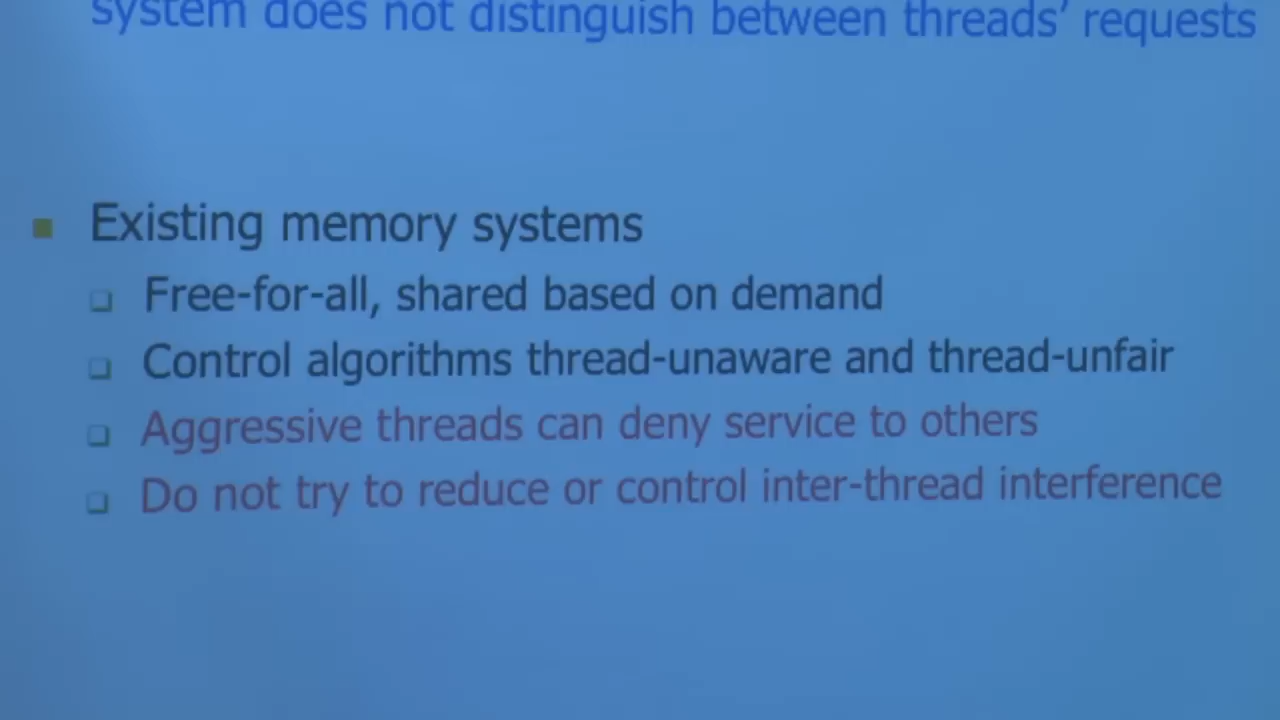 system does not distinguish between threads' requests
Existing memory systems
Free-for-all, shared based on demand
Control algorithms thread-unaware and thread-unfair
Aggressive threads can deny service to others
Do not try to reduce or control inter-thread interference